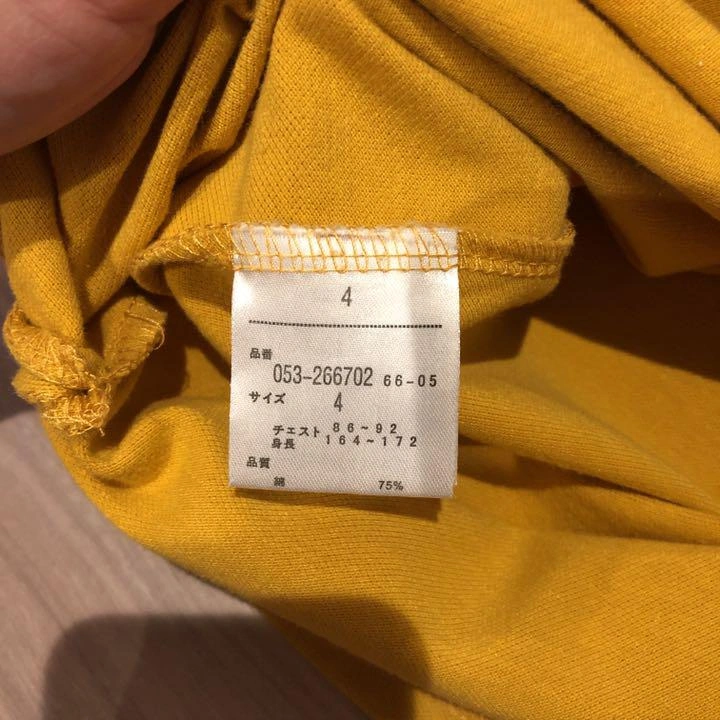 4
品番
053-266702 66-05
サイズ 4
チェスト 86~92
身長 164~172
品質
綿 75%